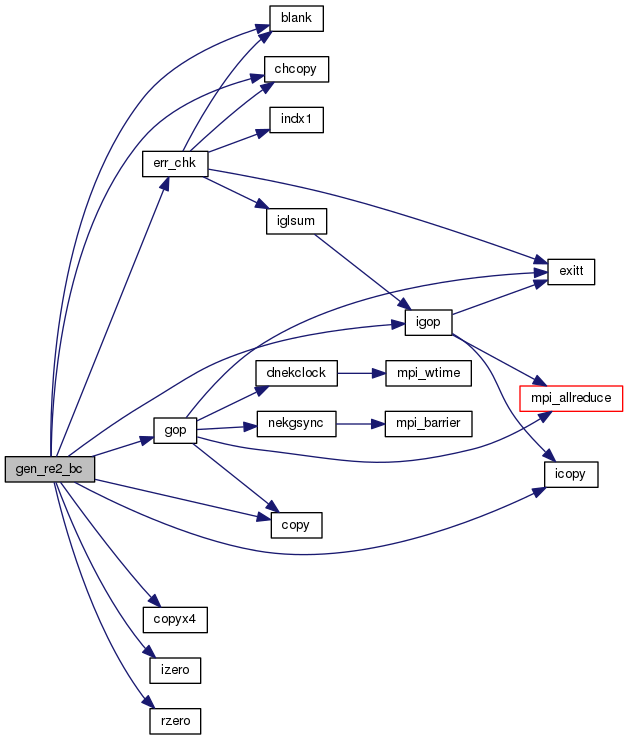 blank
chcopy
indx1
err_chk
iglsum
exitt
igop
dnekclock
mpi_wtime
mpi_allreduce
gop
nekgsync
mpi_barrier
gen_re2_bc
icopy
copy
copyx4
izero
rzero